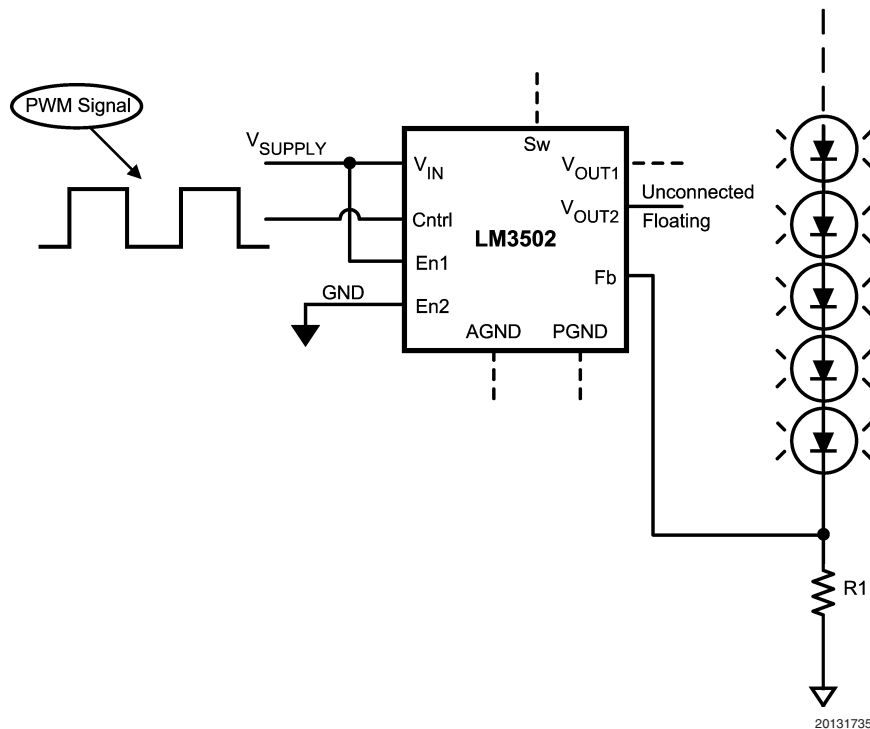 PWM Signal
VSUPPLY
VIN
Cntrl
En1
En2
GND
Sw
VOUT1
VOUT2
Unconnected
Floating
LM3502
Fb
AGND
PGND
R1
20131735